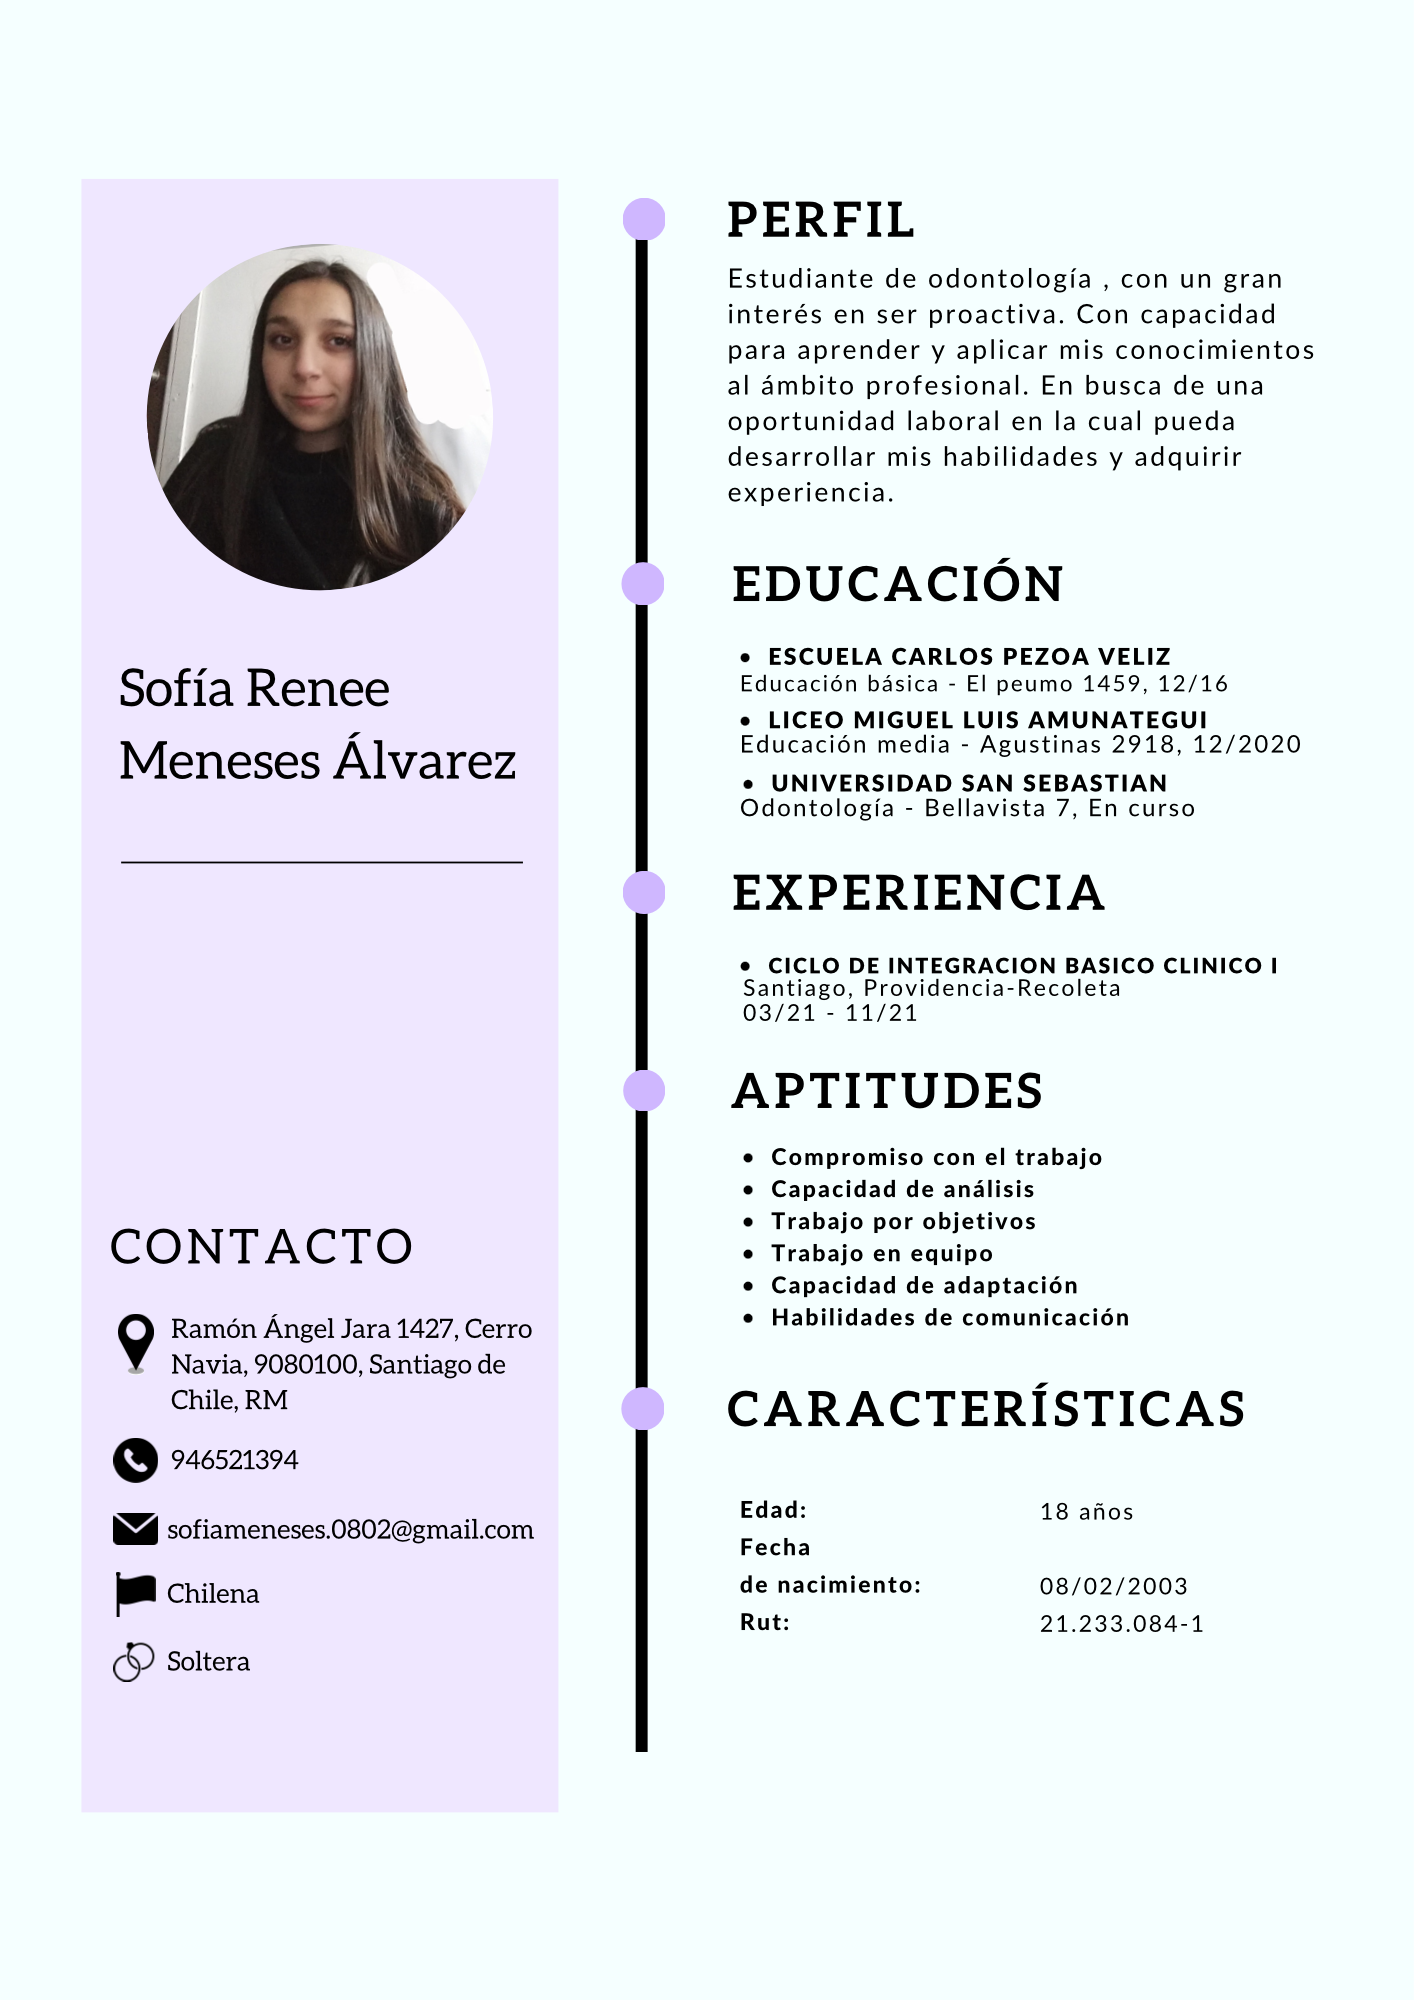 Sofía Renee
Meneses Álvarez
CONTACTO
Ramón Ángel Jara 1427, Cerro
Navia, 9080100, Santiago de
Chile, RM
946521394
sofiameneses.0802@gmail.com
Chilena
Soltera
PERFIL
Estudiante de odontología , con un gran
interés en ser proactiva. Con capacidad
para aprender y aplicar mis conocimientos
al ámbito profesional. En busca de una
oportunidad laboral en la cual pueda
desarrollar mis habilidades y adquirir
experiencia.
EDUCACIÓN
• ESCUELA CARLOS PEZOA VELIZ
Educación básica - El peumo 1459, 12/16
• LICEO MIGUEL LUIS AMUNATEGUI
Educación media - Agustinas 2918, 12/2020
• UNIVERSIDAD SAN SEBASTIAN
Odontología - Bellavista 7, En curso
EXPERIENCIA
• CICLO DE INTEGRACION BASICO CLINICO I
Santiago, Providencia-Recoleta
03/21 - 11/21
APTITUDES
• Compromiso con el trabajo
• Capacidad de análisis
• Trabajo por objetivos
• Trabajo en equipo
• Capacidad de adaptación
• Habilidades de comunicación
CARACTERÍSTICAS
Edad: 18 años
Fecha
de nacimiento: 08/02/2003
Rut: 21.233.084-1